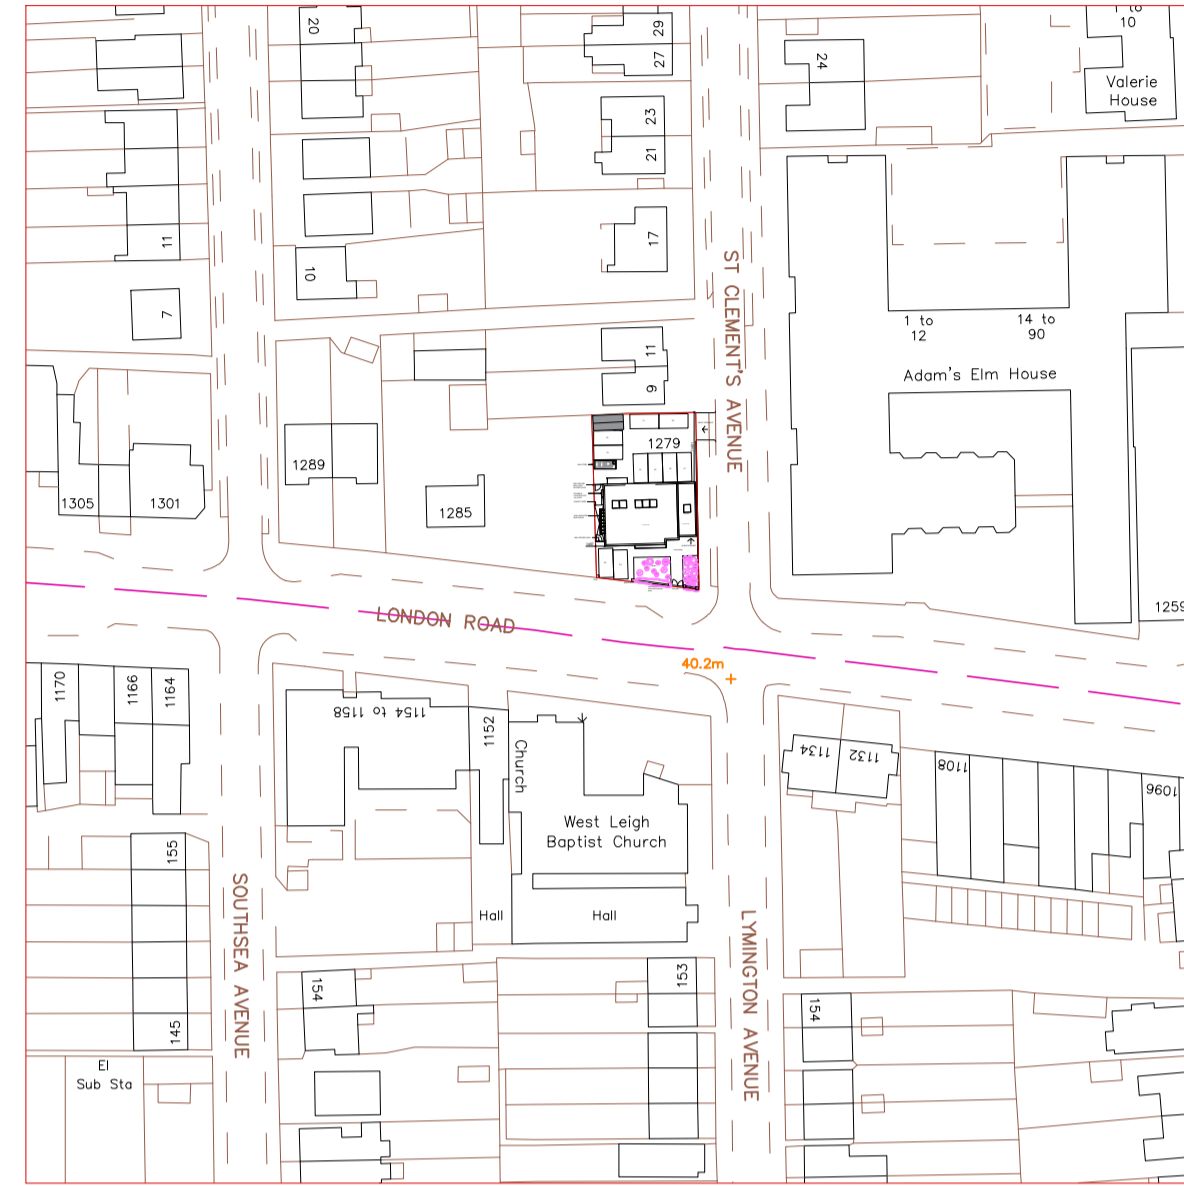 20
29
27
24
1 to
10
Valerie
House
23
21
11
17
10
7
ST CLEMENT'S AVENUE
1 to
12
14 to
90
Adam's Elm House
11
9
1279
1289
1285
1305
1301
1259
LONDON ROAD
40.2m
1170
1166
1164
1154 to 1158
1152
Church
West Leigh
Baptist Church
1134
1132
1108
1096
155
SOUTHSEA AVENUE
Hall
Hall
LYMINGTON AVENUE
154
153
154
145
El
Sub Sta